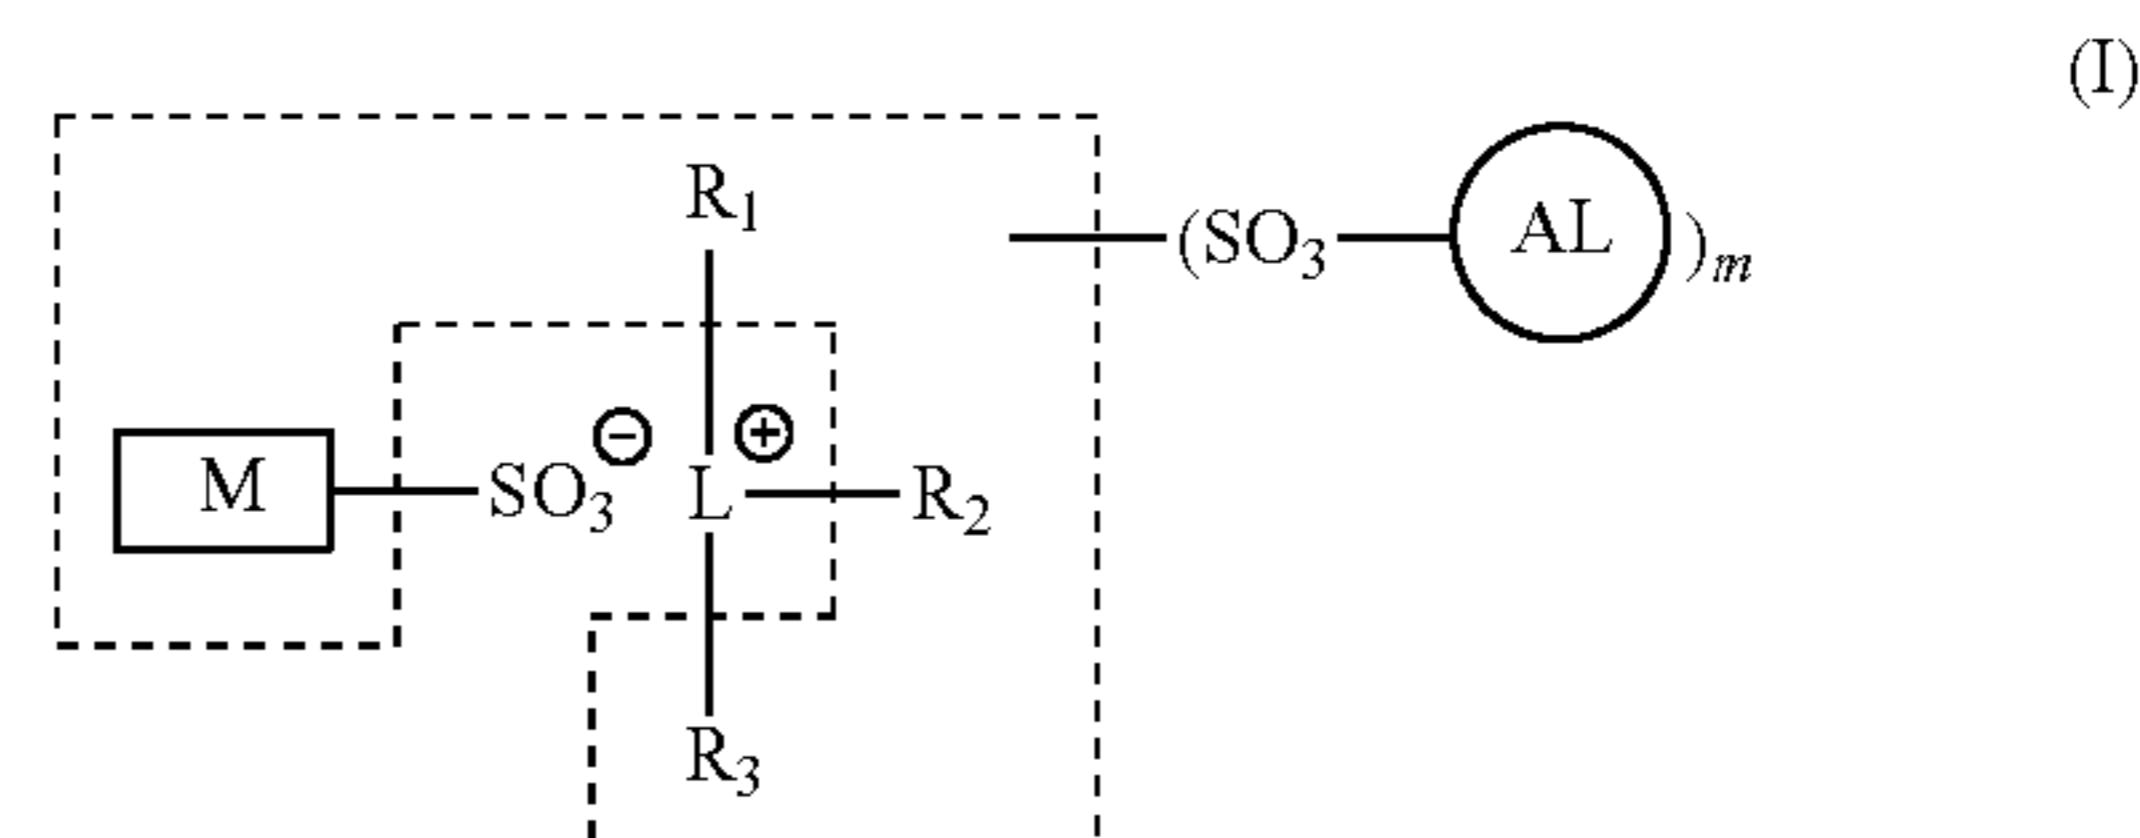 (I)
R₁
(SO₃ AL )ₘ
M SO₃ ⊖ L ⊕ R₂
R₃